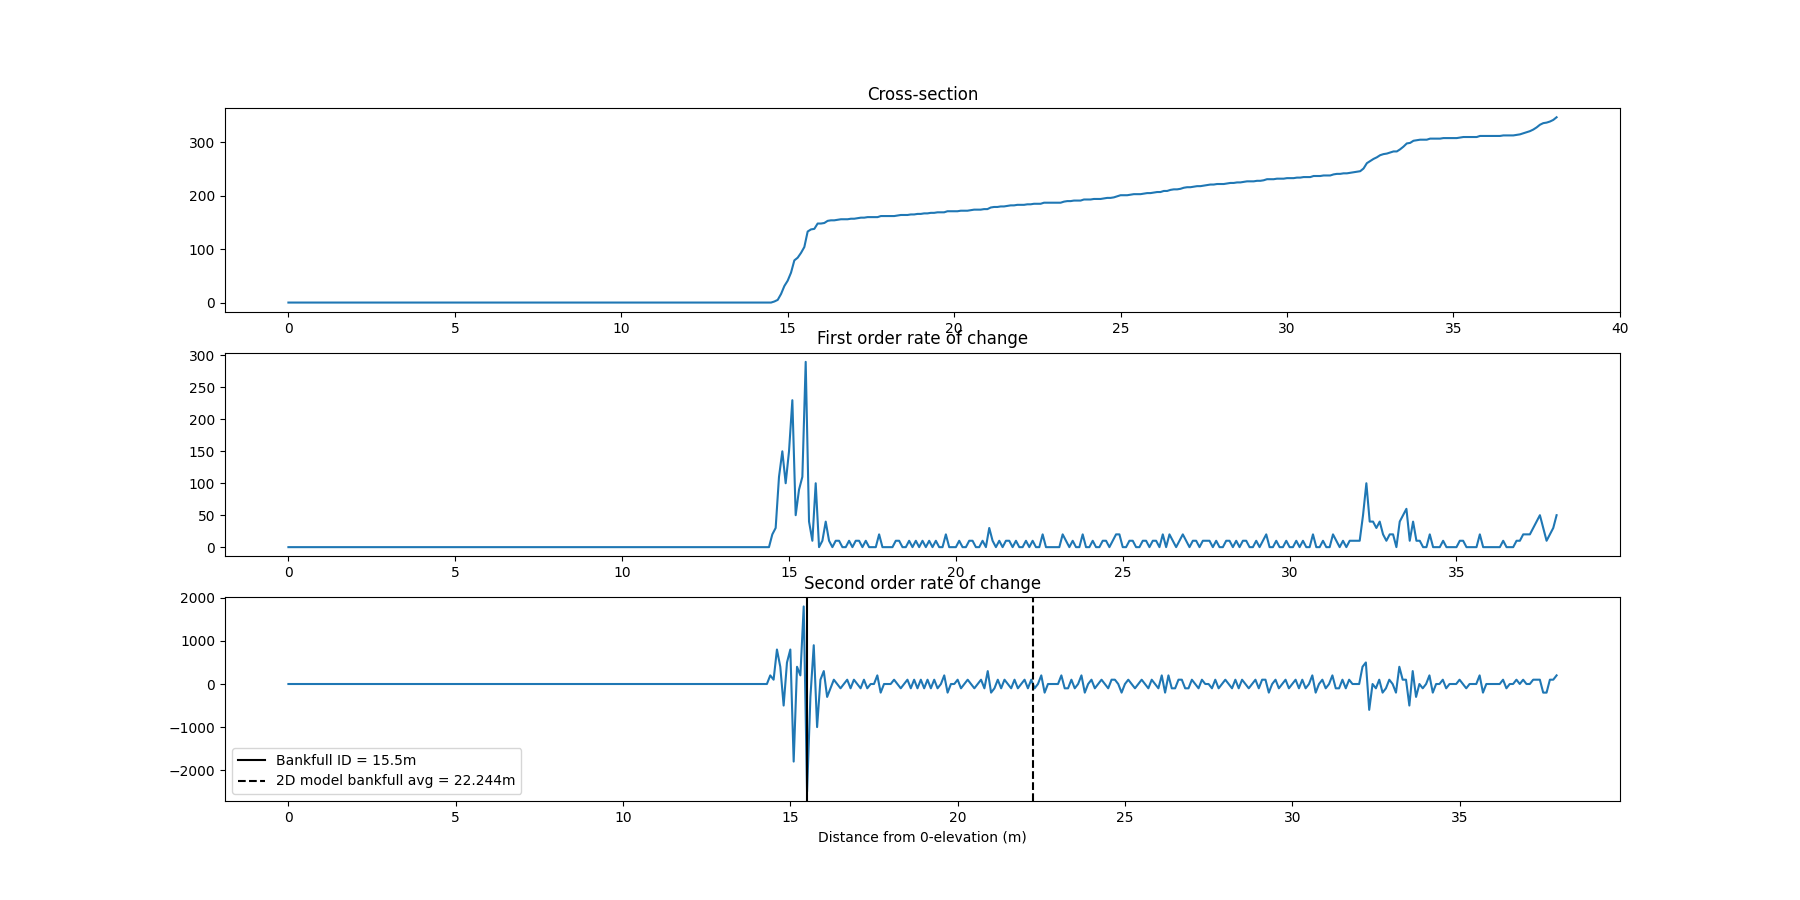 Cross-section
300
200
100
0
0 5 10 15 20 25 30 35 40
First order rate of change
300
250
200
150
100
50
0
0 5 10 15 20 25 30 35
Second order rate of change
2000
1000
0
−1000
−2000
Bankfull ID = 15.5m
2D model bankfull avg = 22.244m
0 5 10 15 20 25 30 35
Distance from 0-elevation (m)